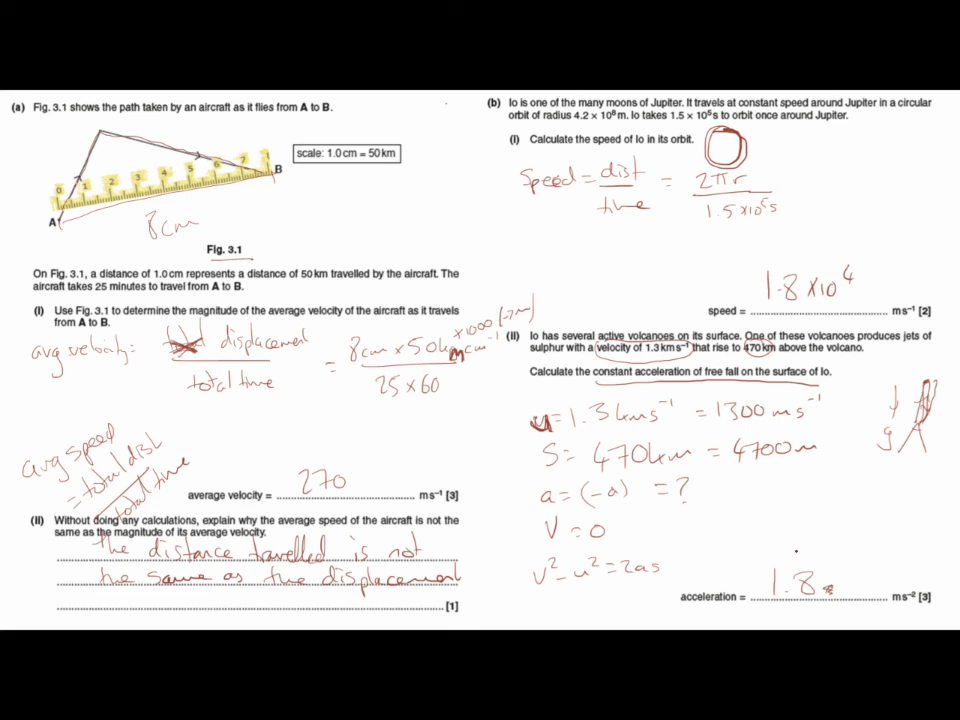 (a) Fig. 3.1 shows the path taken by an aircraft as it flies from A to B.
scale: 1.0 cm = 50 km
0 1 2 3 4 5 6 7
B
A
8cm
Fig. 3.1
On Fig. 3.1, a distance of 1.0 cm represents a distance of 50 km travelled by the aircraft. The
aircraft takes 25 minutes to travel from A to B.
(i) Use Fig. 3.1 to determine the magnitude of the average velocity of the aircraft as it travels
from A to B.
avg velocity: displacement
total time
= 8cm × 50km cm⁻¹ ×1000
25 × 60
avg speed
= total dist
total time
270
average velocity = ............ m s⁻¹ [3]
(ii) Without doing any calculations, explain why the average speed of the aircraft is not the
same as the magnitude of its average velocity.
the distance travelled is not
the same as the displacement
[1]
(b) Io is one of the many moons of Jupiter. It travels at constant speed around Jupiter in a circular
orbit of radius 4.2 × 10⁸ m. Io takes 1.5 × 10⁵ s to orbit once around Jupiter.
(i) Calculate the speed of Io in its orbit.
Speed = dist = 2πr
time 1.5×10⁵s
1.8 ×10⁴
speed = ............ m s⁻¹ [2]
(ii) Io has several active volcanoes on its surface. One of these volcanoes produces jets of
sulphur with a velocity of 1.3 km s⁻¹ that rise to 470 km above the volcano.
Calculate the constant acceleration of free fall on the surface of Io.
u = 1.3kms⁻¹ = 1300ms⁻¹
g
S = 470km = 4700m
a = (-a) = ?
V = 0
v² - u² = 2as
1.8
acceleration = ............ m s⁻² [3]